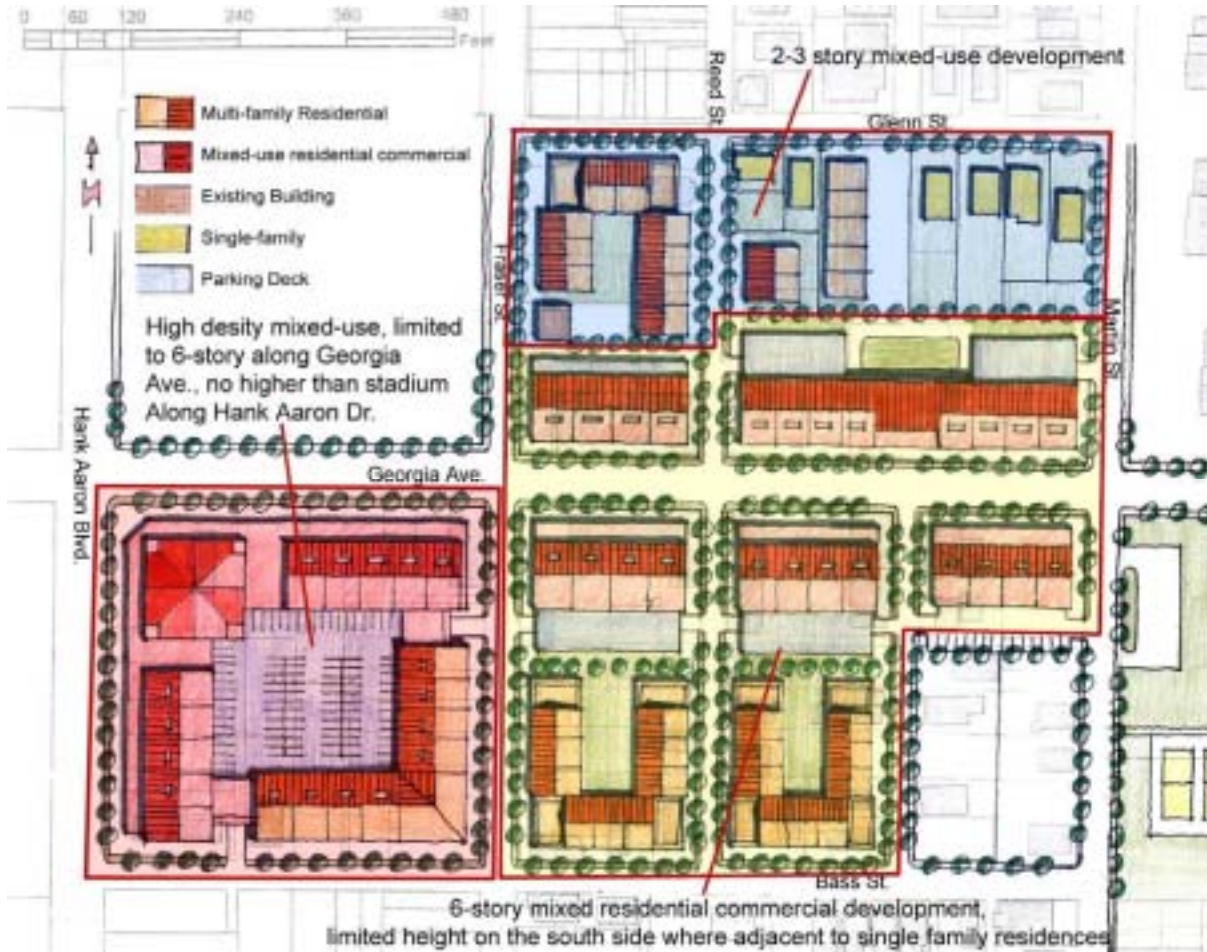 0 60 120 240 360 480
Feet
Multi-family Residential
Mixed-use residential commercial
Existing Building
Single-family
Parking Deck
High desity mixed-use, limited
to 6-story along Georgia
Ave., no higher than stadium
Along Hank Aaron Dr.
2-3 story mixed-use development
Reed St.
Glenn St.
Fraser St.
Martin St
Georgia Ave.
Hank Aaron Blvd.
Bass St.
6-story mixed residential commercial development,
limited height on the south side where adjacent to single family residences